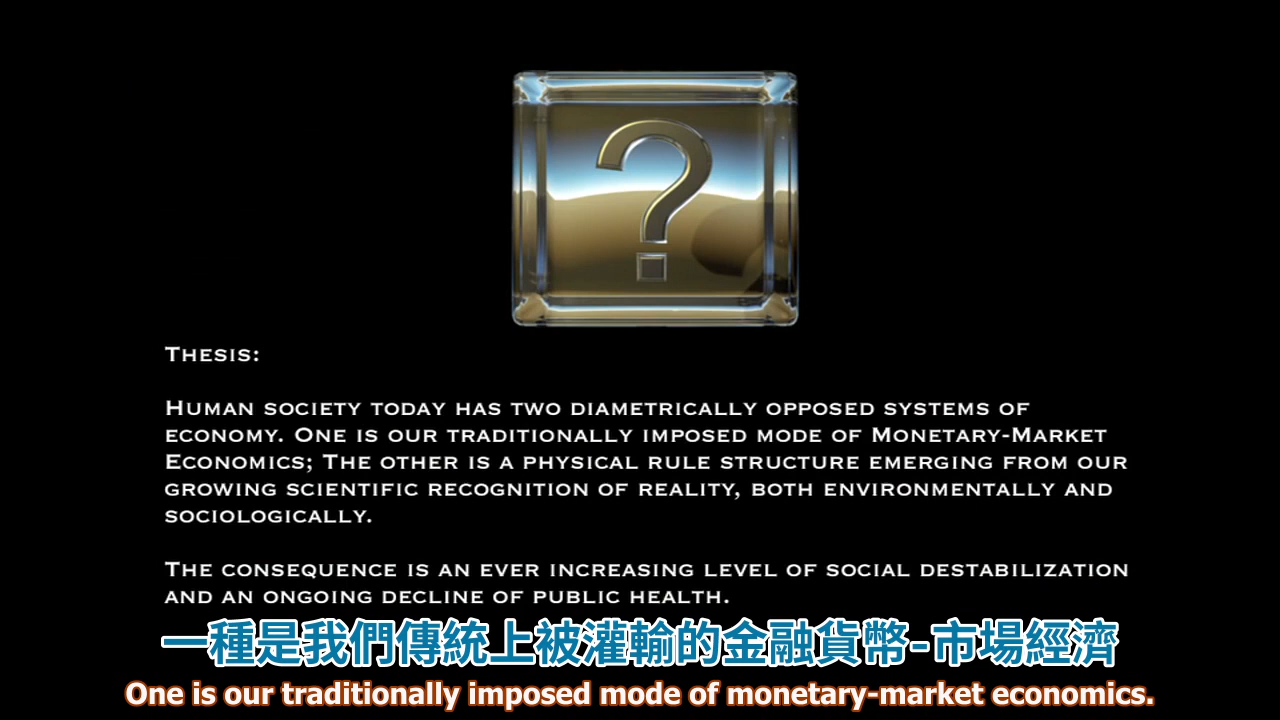 ?
Thesis:
Human society today has two diametrically opposed systems of
economy. One is our traditionally imposed mode of Monetary-Market
Economics; The other is a physical rule structure emerging from our
growing scientific recognition of reality, both environmentally and
sociologically.
The consequence is an ever increasing level of social destabilization
and an ongoing decline of public health.
一種是我們傳統上被灌輸的金融貨幣-市場經濟
One is our traditionally imposed mode of monetary-market economics.